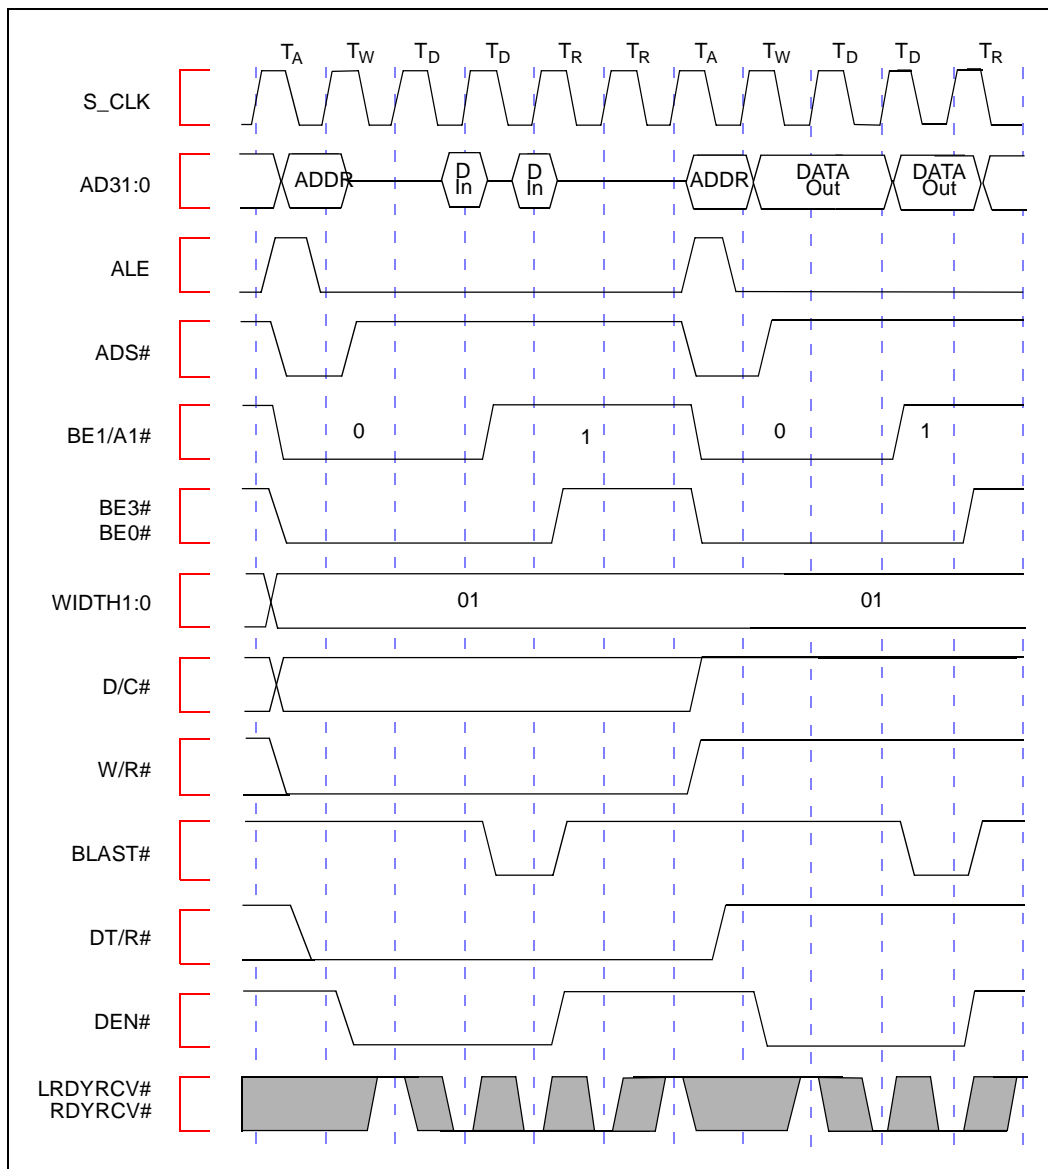 TA TW TD TD TR TR TA TW TD TD TR
S_CLK
AD31:0
ADDR
D
In
D
In
ADDR
DATA
Out
DATA
Out
ALE
ADS#
BE1/A1#
0 1 0 1
BE3#
BE0#
WIDTH1:0
01 01
D/C#
W/R#
BLAST#
DT/R#
DEN#
LRDYRCV#
RDYRCV#